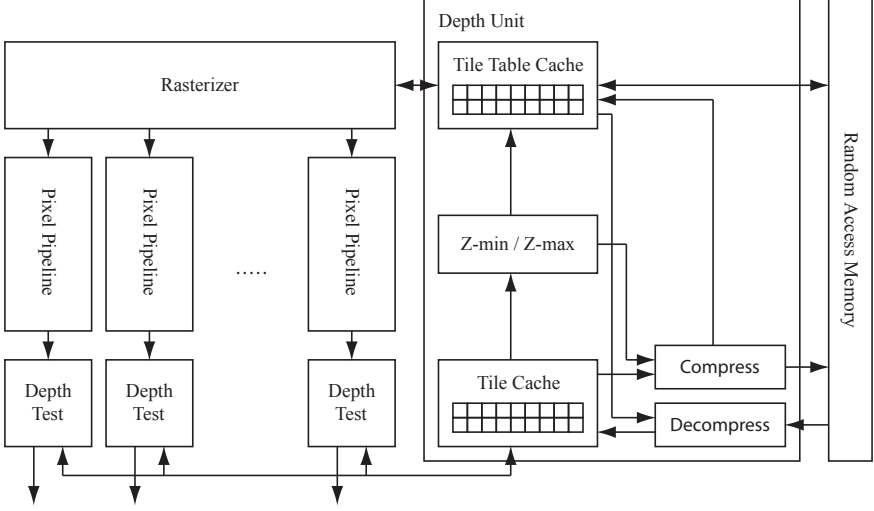 Depth Unit
Rasterizer
Tile Table Cache
Pixel Pipeline
Pixel Pipeline
.....
Pixel Pipeline
Z-min / Z-max
Random Access Memory
Depth
Test
Depth
Test
Depth
Test
Tile Cache
Compress
Decompress